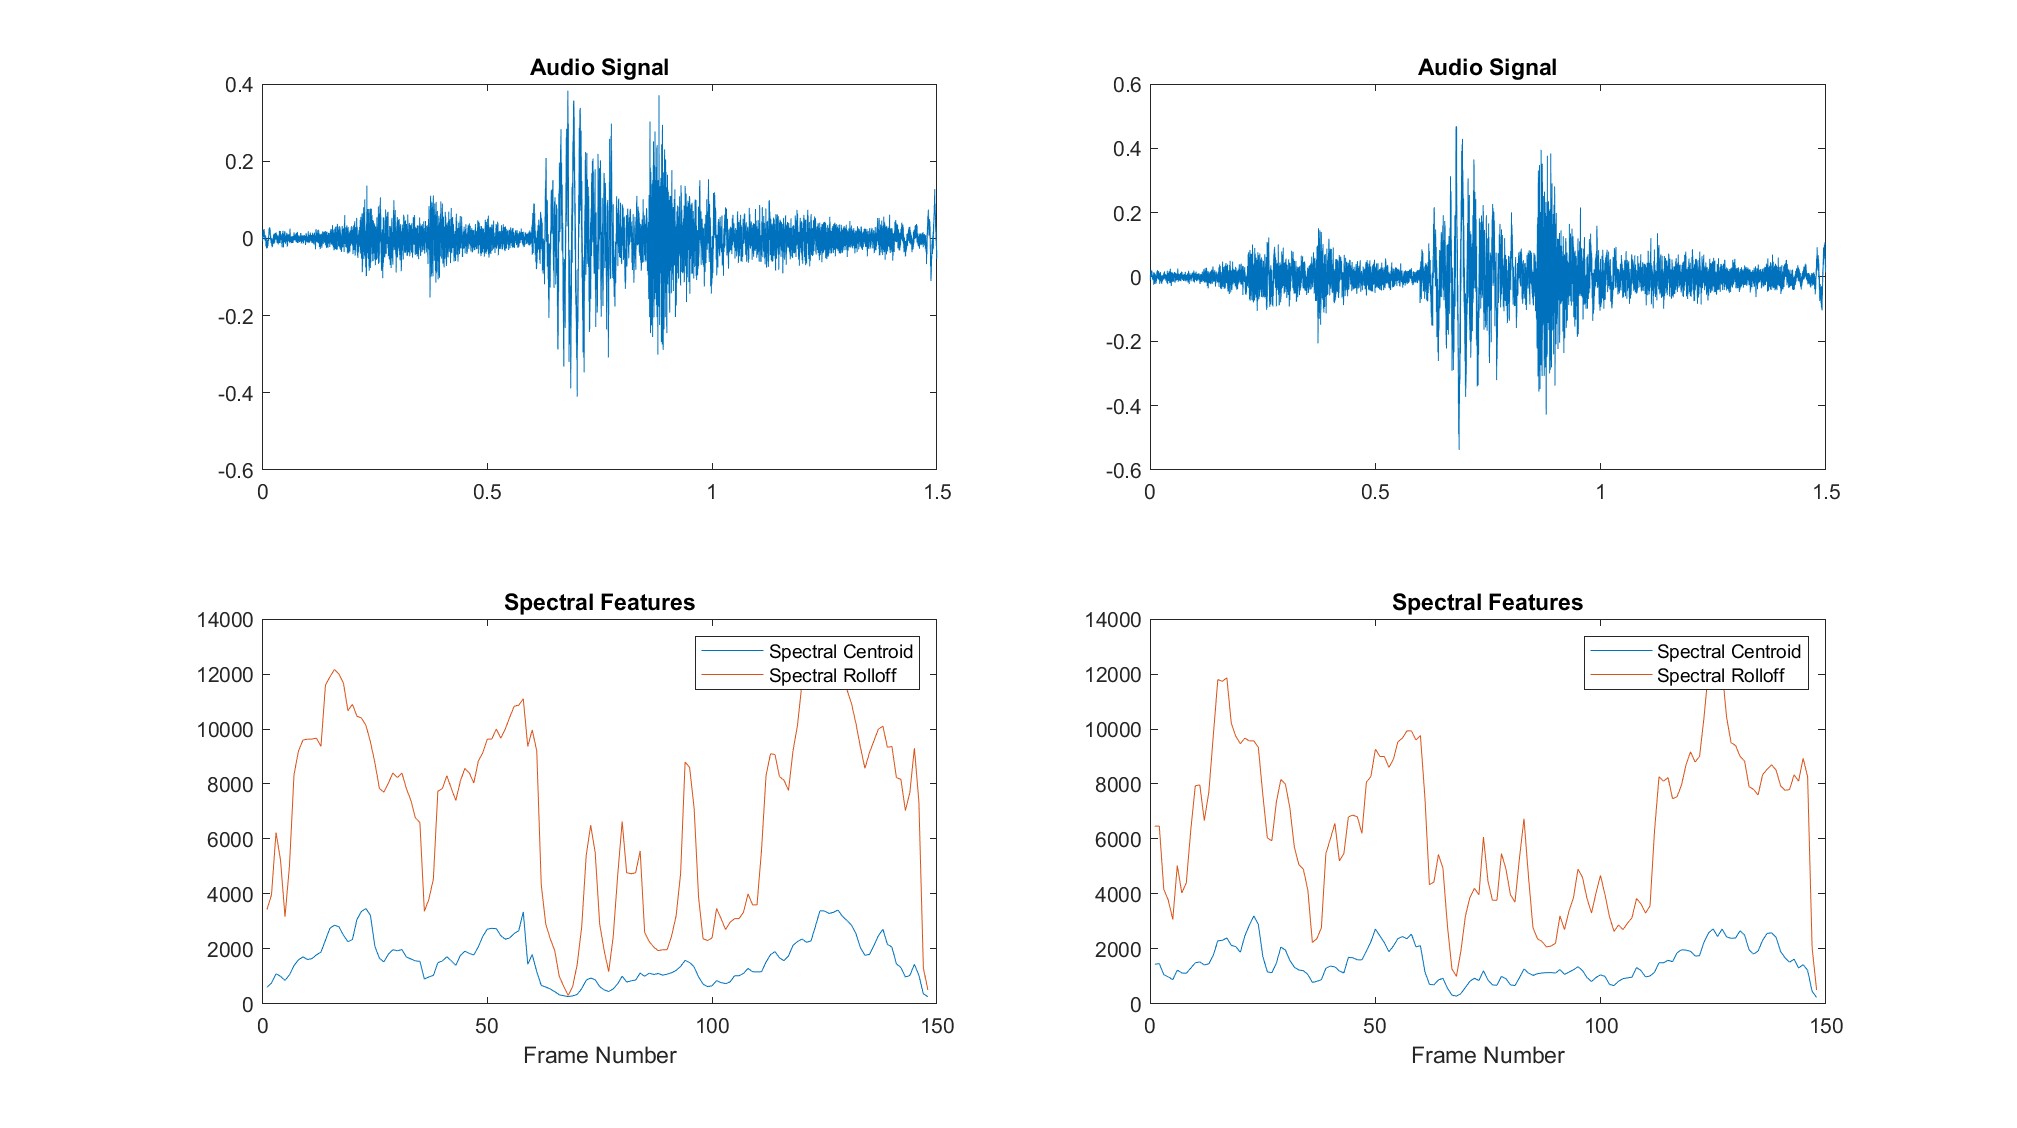 Audio Signal
0.4
0.2
0
-0.2
-0.4
-0.6
0 0.5 1 1.5
Audio Signal
0.6
0.4
0.2
0
-0.2
-0.4
-0.6
0 0.5 1 1.5
Spectral Features
14000
12000
10000
8000
6000
4000
2000
0
Spectral Centroid
Spectral Rolloff
0 50 100 150
Frame Number
Spectral Features
14000
12000
10000
8000
6000
4000
2000
0
Spectral Centroid
Spectral Rolloff
0 50 100 150
Frame Number